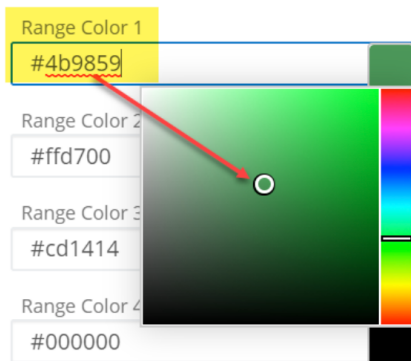 Range Color 1
#4b9859
Range Color 2
#ffd700
Range Color 3
#cd1414
Range Color 4
#000000